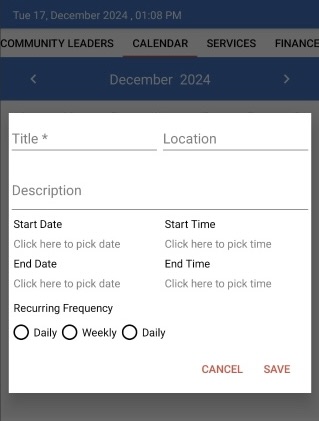 Tue 17, December 2024 , 01:08 PM
COMMUNITY LEADERS CALENDAR SERVICES FINANCE
December 2024
Title * Location
Description
Start Date Start Time
Click here to pick date Click here to pick time
End Date End Time
Click here to pick date Click here to pick time
Recurring Frequency
Daily Weekly Daily
CANCEL SAVE